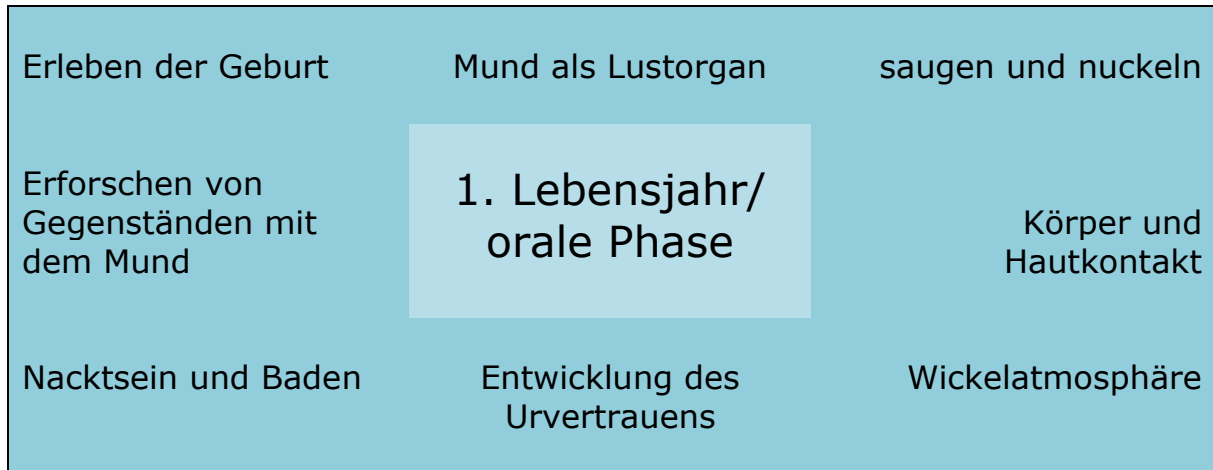 Erleben der Geburt
Mund als Lustorgan
saugen und nuckeln
Erforschen von
Gegenständen mit
dem Mund
1. Lebensjahr/
orale Phase
Körper und
Hautkontakt
Nacktsein und Baden
Entwicklung des
Urvertrauens
Wickelatmosphäre